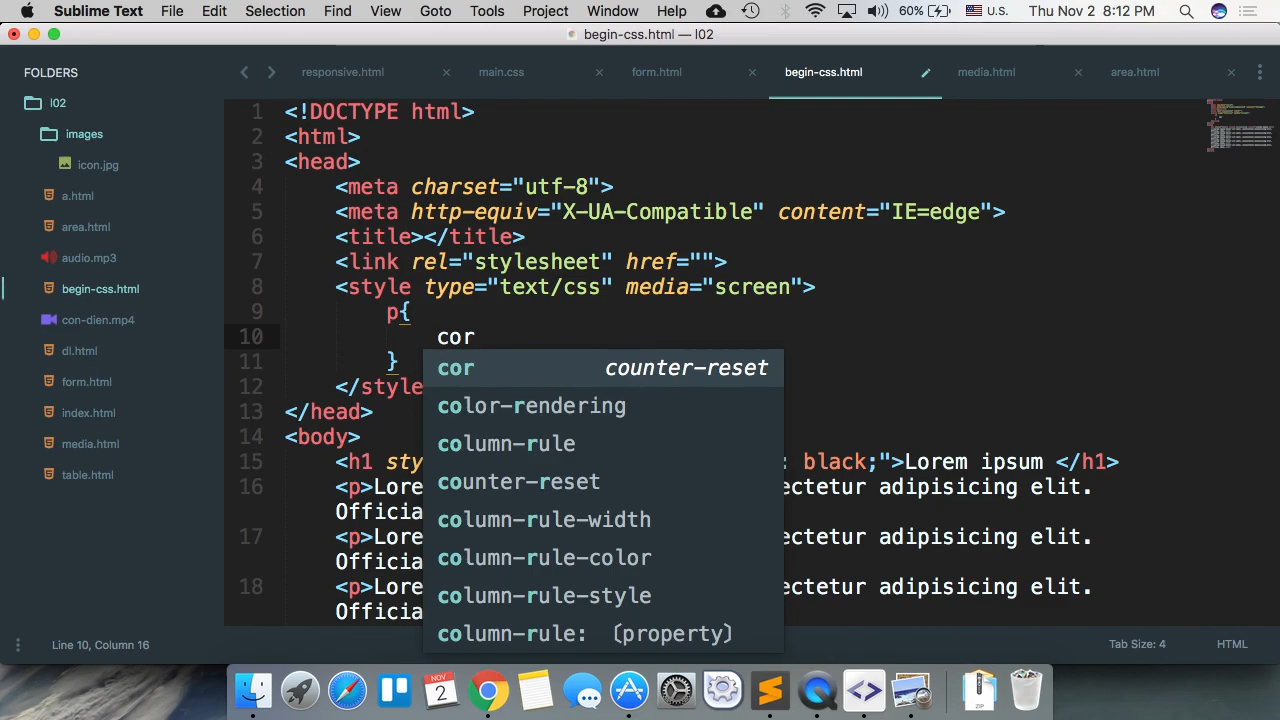 Sublime Text File Edit Selection Find View Goto Tools Project Window Help 60% U.S. Thu Nov 2 8:12 PM
begin-css.html — l02
FOLDERS
l02
images
icon.jpg
a.html
area.html
audio.mp3
begin-css.html
con-dien.mp4
dl.html
form.html
index.html
media.html
table.html
responsive.html × main.css × form.html × begin-css.html media.html × area.html ×
1 <!DOCTYPE html>
2 <html>
3 <head>
4 <meta charset="utf-8">
5 <meta http-equiv="X-UA-Compatible" content="IE=edge">
6 <title></title>
7 <link rel="stylesheet" href="">
8 <style type="text/css" media="screen">
9 p{
10 cor
11 }
12 </style
13 </head>
14 <body>
15 <h1 sty : black;">Lorem ipsum </h1>
16 <p>Lore ectetur adipisicing elit.
Officia
17 <p>Lore ectetur adipisicing elit.
Officia
18 <p>Lore ectetur adipisicing elit.
Officia
cor counter-reset
color-rendering
column-rule
counter-reset
column-rule-width
column-rule-color
column-rule-style
column-rule: 〔property〕
Line 10, Column 16 Tab Size: 4 HTML
NOV
2
ZIP